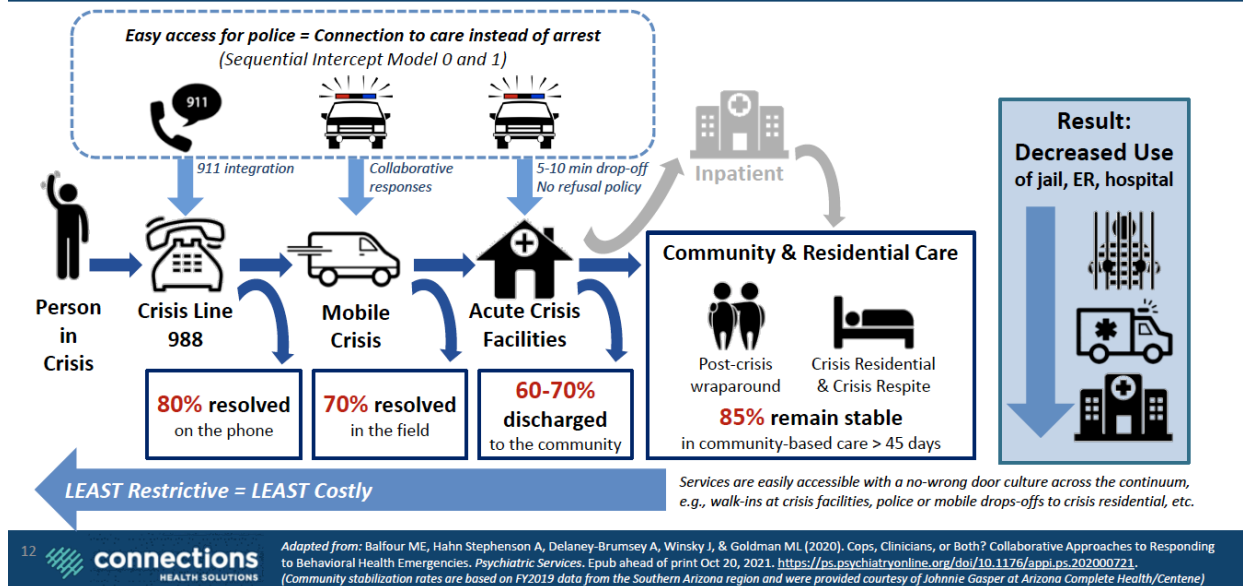 Easy access for police = Connection to care instead of arrest
(Sequential Intercept Model 0 and 1)
911
911 integration
Collaborative
responses
5-10 min drop-off
No refusal policy
Inpatient
Person
in
Crisis
Crisis Line
988
Mobile
Crisis
Acute Crisis
Facilities
80% resolved
on the phone
70% resolved
in the field
60-70%
discharged
to the community
Community & Residential Care
Post-crisis
wraparound
Crisis Residential
& Crisis Respite
85% remain stable
in community-based care > 45 days
Result:
Decreased Use
of jail, ER, hospital
LEAST Restrictive = LEAST Costly
Services are easily accessible with a no-wrong door culture across the continuum,
e.g., walk-ins at crisis facilities, police or mobile drops-offs to crisis residential, etc.
12
connections
HEALTH SOLUTIONS
Adapted from: Balfour ME, Hahn Stephenson A, Delaney-Brumsey A, Winsky J, & Goldman ML (2020). Cops, Clinicians, or Both? Collaborative Approaches to Responding
to Behavioral Health Emergencies. Psychiatric Services. Epub ahead of print Oct 20, 2021. https://ps.psychiatryonline.org/doi/10.1176/appi.ps.202000721.
(Community stabilization rates are based on FY2019 data from the Southern Arizona region and were provided courtesy of Johnnie Gasper at Arizona Complete Health/Centene)